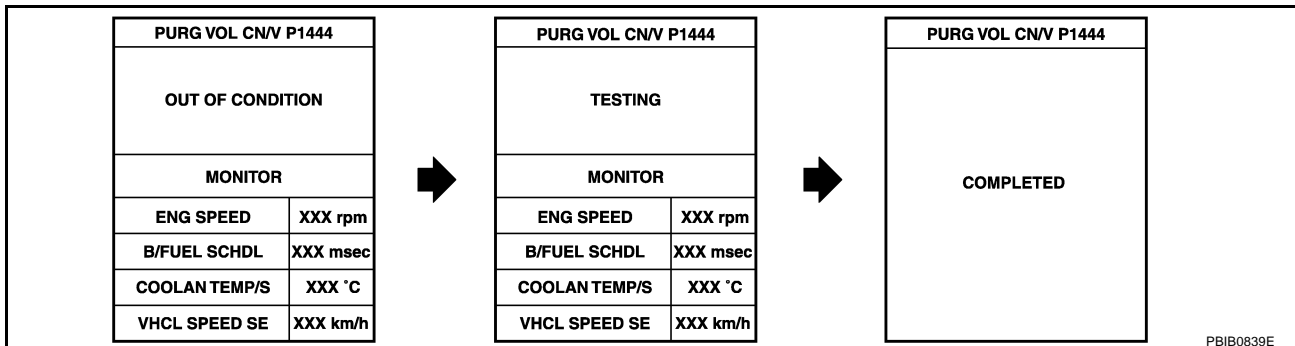 PURG VOL CN/V P1444
OUT OF CONDITION
MONITOR
ENG SPEED XXX rpm
B/FUEL SCHDL XXX msec
COOLAN TEMP/S XXX °C
VHCL SPEED SE XXX km/h
PURG VOL CN/V P1444
TESTING
MONITOR
ENG SPEED XXX rpm
B/FUEL SCHDL XXX msec
COOLAN TEMP/S XXX °C
VHCL SPEED SE XXX km/h
PURG VOL CN/V P1444
COMPLETED
PBIB0839E